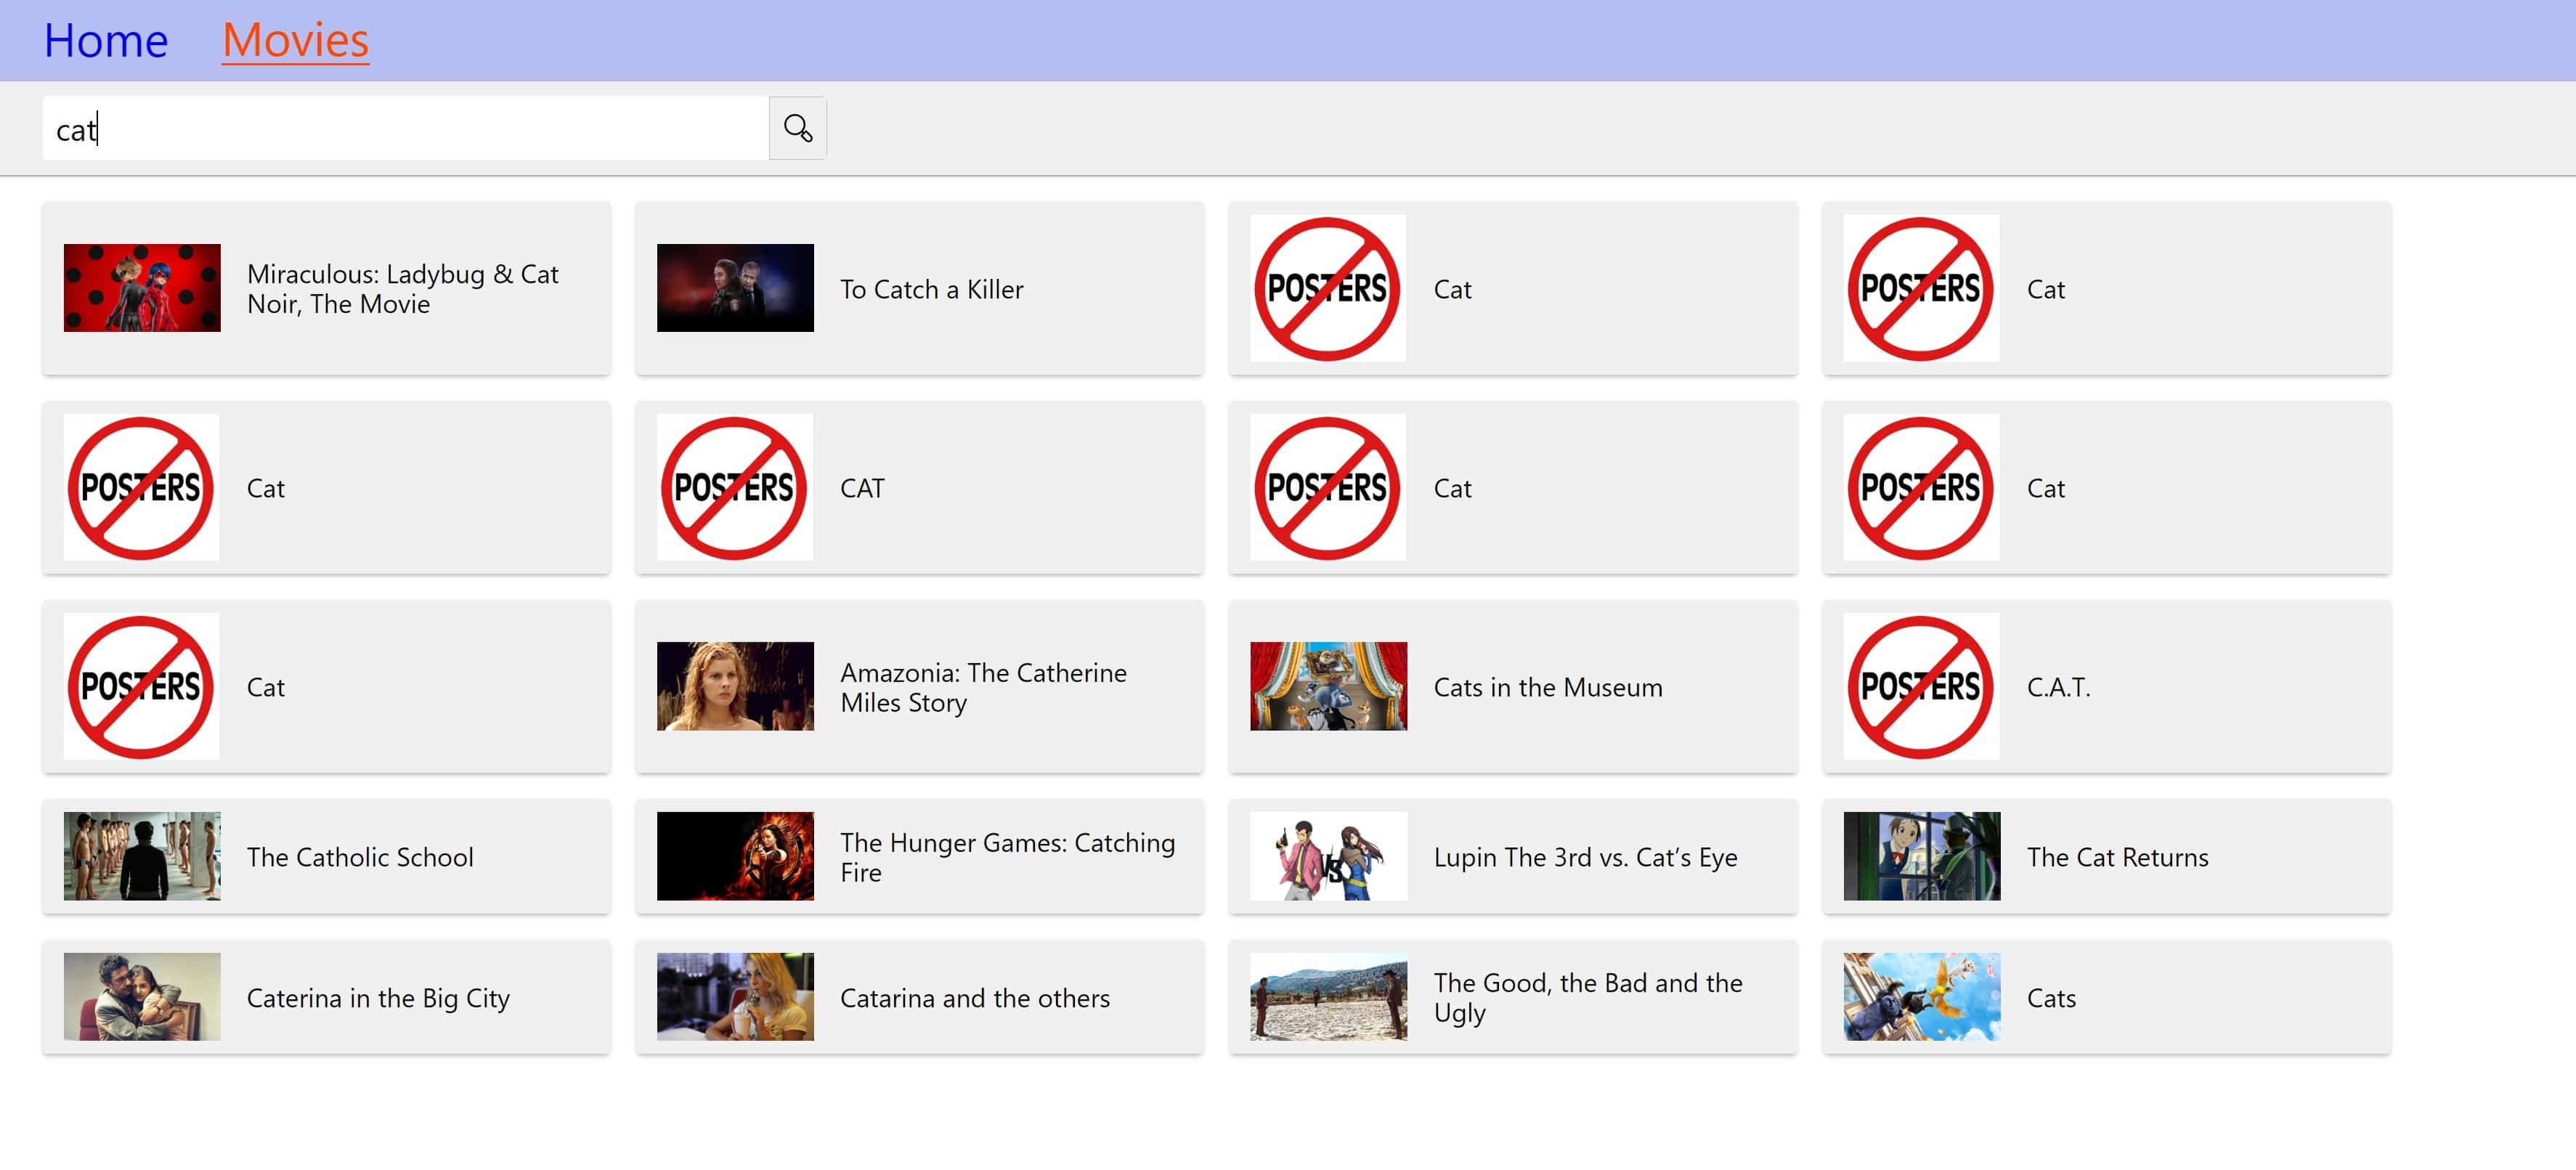 Home Movies
cat
Miraculous: Ladybug & Cat
Noir, The Movie
To Catch a Killer
POSTERS
Cat
POSTERS
Cat
POSTERS
Cat
POSTERS
CAT
POSTERS
Cat
POSTERS
Cat
POSTERS
Cat
Amazonia: The Catherine
Miles Story
Cats in the Museum
POSTERS
C.A.T.
The Catholic School
The Hunger Games: Catching
Fire
VS
Lupin The 3rd vs. Cat’s Eye
The Cat Returns
Caterina in the Big City
Catarina and the others
The Good, the Bad and the
Ugly
Cats